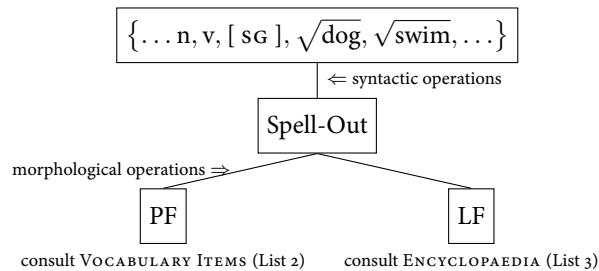 {… n, v, [ SG ], √dog, √swim, …}
⇐ syntactic operations
Spell-Out
morphological operations ⇒
PF
LF
consult VOCABULARY ITEMS (List 2)
consult ENCYCLOPAEDIA (List 3)